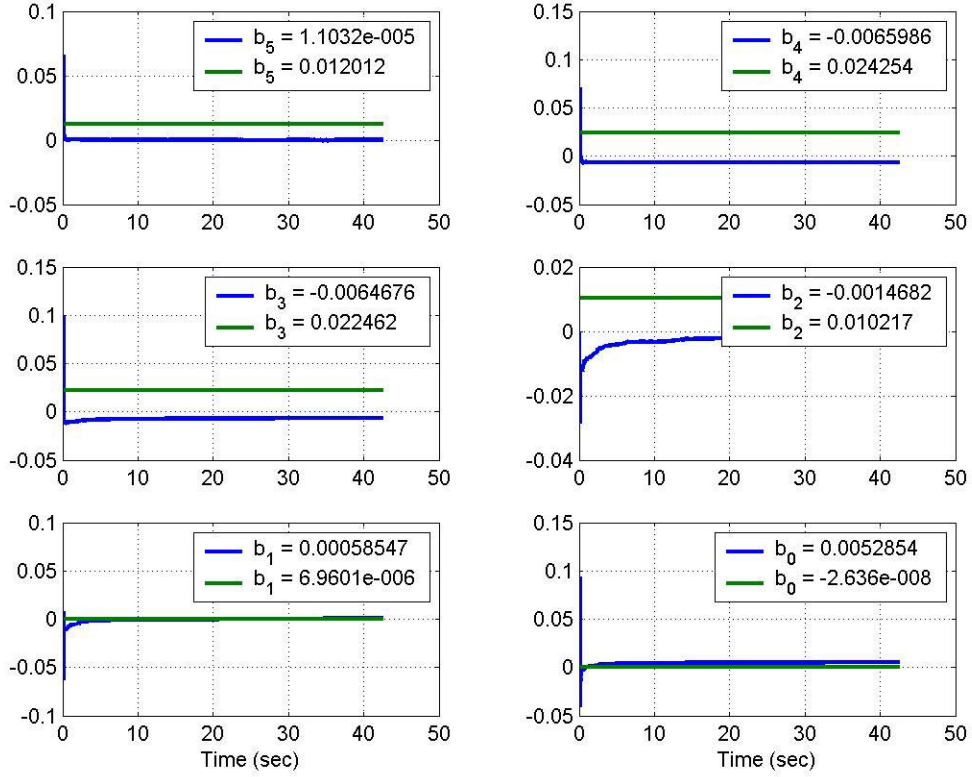 0.15
0.1
0.05
0
-0.05
0 10 20 30 40 50
b5 = 1.1032e-005
b5 = 0.012012
0.15
0.1
0.05
0
-0.05
0 10 20 30 40 50
b4 = -0.0065986
b4 = 0.024254
0.15
0.1
0.05
0
-0.05
0 10 20 30 40 50
b3 = -0.0064676
b3 = 0.022462
0.02
0
-0.02
-0.04
0 10 20 30 40 50
b2 = -0.0014682
b2 = 0.010217
0.1
0.05
0
-0.05
-0.1
0 10 20 30 40 50
b1 = 0.00058547
b1 = 6.9601e-006
Time (sec)
0.15
0.1
0.05
0
-0.05
0 10 20 30 40 50
b0 = 0.0052854
b0 = -2.636e-008
Time (sec)